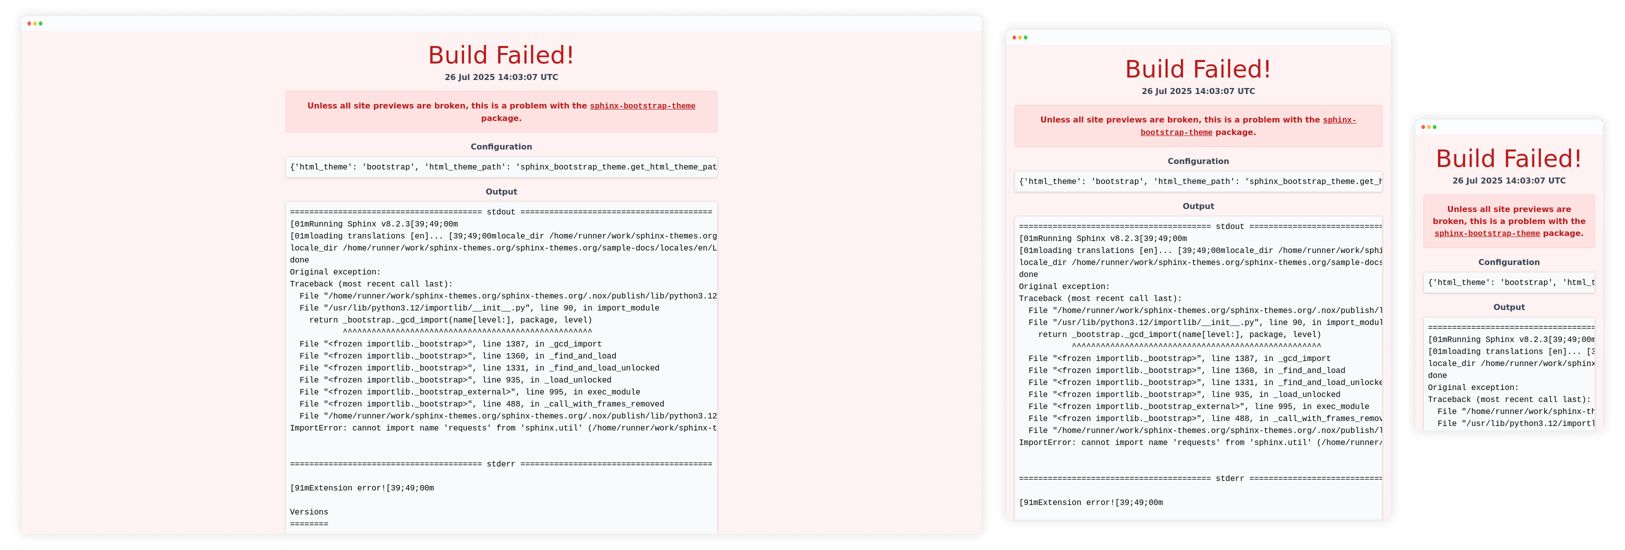 Build Failed!
26 Jul 2025 14:03:07 UTC
Unless all site previews are broken, this is a problem with the sphinx-bootstrap-theme
package.
Configuration
{'html_theme': 'bootstrap', 'html_theme_path': 'sphinx_bootstrap_theme.get_html_theme_pat
Output
======================================== stdout ========================================
[01mRunning Sphinx v8.2.3[39;49;00m
[01mloading translations [en]... [39;49;00mlocale_dir /home/runner/work/sphinx-themes.org
locale_dir /home/runner/work/sphinx-themes.org/sphinx-themes.org/sample-docs/locales/en/L
done
Original exception:
Traceback (most recent call last):
  File "/home/runner/work/sphinx-themes.org/sphinx-themes.org/.nox/publish/lib/python3.12
  File "/usr/lib/python3.12/importlib/__init__.py", line 90, in import_module
    return _bootstrap._gcd_import(name[level:], package, level)
           ^^^^^^^^^^^^^^^^^^^^^^^^^^^^^^^^^^^^^^^^^^^^^^^^^^^^
  File "<frozen importlib._bootstrap>", line 1387, in _gcd_import
  File "<frozen importlib._bootstrap>", line 1360, in _find_and_load
  File "<frozen importlib._bootstrap>", line 1331, in _find_and_load_unlocked
  File "<frozen importlib._bootstrap>", line 935, in _load_unlocked
  File "<frozen importlib._bootstrap_external>", line 995, in exec_module
  File "<frozen importlib._bootstrap>", line 488, in _call_with_frames_removed
  File "/home/runner/work/sphinx-themes.org/sphinx-themes.org/.nox/publish/lib/python3.12
ImportError: cannot import name 'requests' from 'sphinx.util' (/home/runner/work/sphinx-t
======================================== stderr ========================================
[91mExtension error![39;49;00m
Versions
========
Build Failed!
26 Jul 2025 14:03:07 UTC
Unless all site previews are broken, this is a problem with the sphinx-
bootstrap-theme package.
Configuration
{'html_theme': 'bootstrap', 'html_theme_path': 'sphinx_bootstrap_theme.get_h
Output
======================================== stdout ============================
[01mRunning Sphinx v8.2.3[39;49;00m
[01mloading translations [en]... [39;49;00mlocale_dir /home/runner/work/sphi
locale_dir /home/runner/work/sphinx-themes.org/sphinx-themes.org/sample-docs
done
Original exception:
Traceback (most recent call last):
  File "/home/runner/work/sphinx-themes.org/sphinx-themes.org/.nox/publish/l
  File "/usr/lib/python3.12/importlib/__init__.py", line 90, in import_modul
    return _bootstrap._gcd_import(name[level:], package, level)
           ^^^^^^^^^^^^^^^^^^^^^^^^^^^^^^^^^^^^^^^^^^^^^^^^^^^^
  File "<frozen importlib._bootstrap>", line 1387, in _gcd_import
  File "<frozen importlib._bootstrap>", line 1360, in _find_and_load
  File "<frozen importlib._bootstrap>", line 1331, in _find_and_load_unlocke
  File "<frozen importlib._bootstrap>", line 935, in _load_unlocked
  File "<frozen importlib._bootstrap_external>", line 995, in exec_module
  File "<frozen importlib._bootstrap>", line 488, in _call_with_frames_remov
  File "/home/runner/work/sphinx-themes.org/sphinx-themes.org/.nox/publish/l
ImportError: cannot import name 'requests' from 'sphinx.util' (/home/runner/
======================================== stderr ============================
[91mExtension error![39;49;00m
Build Failed!
26 Jul 2025 14:03:07 UTC
Unless all site previews are
broken, this is a problem with the
sphinx-bootstrap-theme package.
Configuration
{'html_theme': 'bootstrap', 'html_t
Output
===================================
[01mRunning Sphinx v8.2.3[39;49;00m
[01mloading translations [en]... [3
locale_dir /home/runner/work/sphinx
done
Original exception:
Traceback (most recent call last):
  File "/home/runner/work/sphinx-th
  File "/usr/lib/python3.12/importl